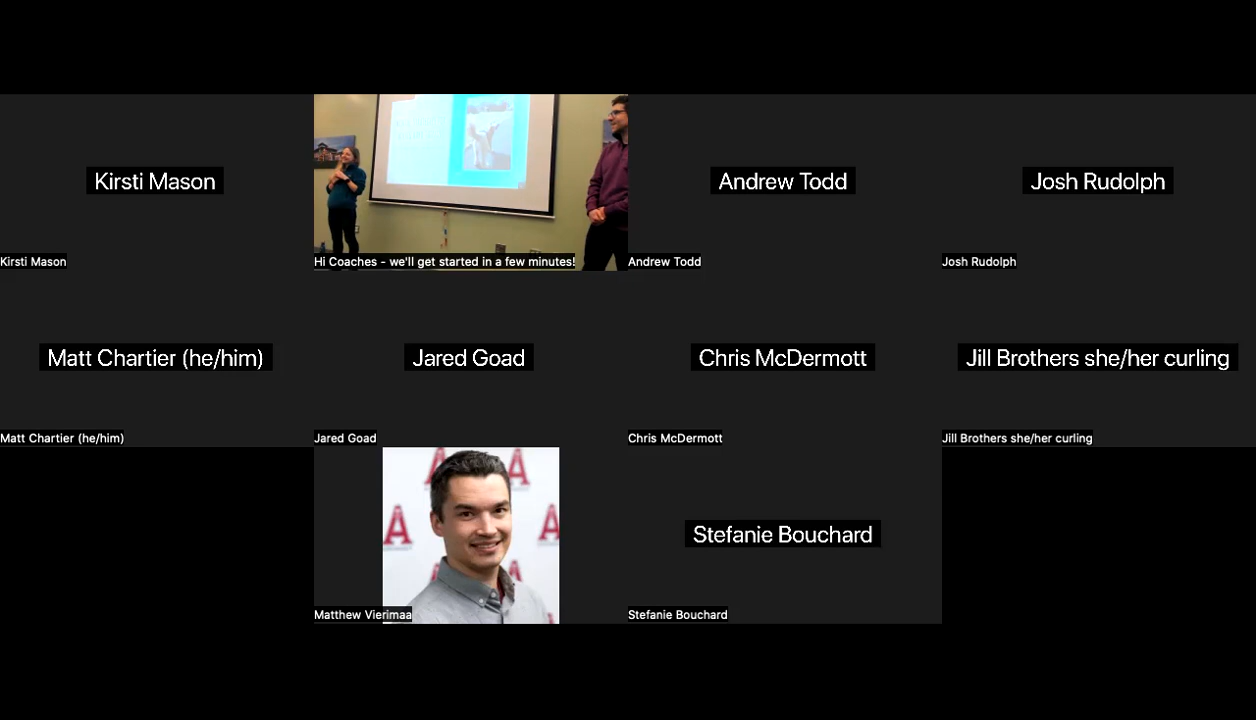 Kirsti Mason
Kirsti Mason
Hi Coaches - we'll get started in a few minutes!
Andrew Todd
Andrew Todd
Josh Rudolph
Josh Rudolph
Matt Chartier (he/him)
Matt Chartier (he/him)
Jared Goad
Jared Goad
Chris McDermott
Chris McDermott
Jill Brothers she/her curling
Jill Brothers she/her curling
A
A
A
A
Matthew Vierimaa
Stefanie Bouchard
Stefanie Bouchard